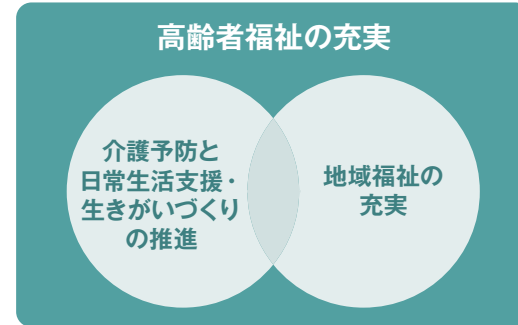 高齢者福祉の充実
介護予防と
日常生活支援・
生きがいづくり
の推進
地域福祉の
充実